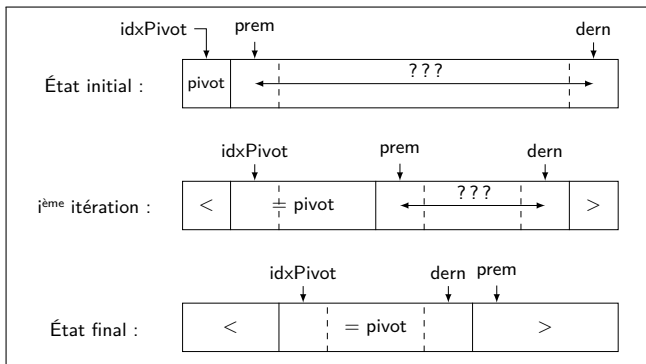 idxPivot prem dern
État initial : pivot ???
idxPivot prem dern
ième itération : < = pivot ??? >
idxPivot dern prem
État final : < = pivot >